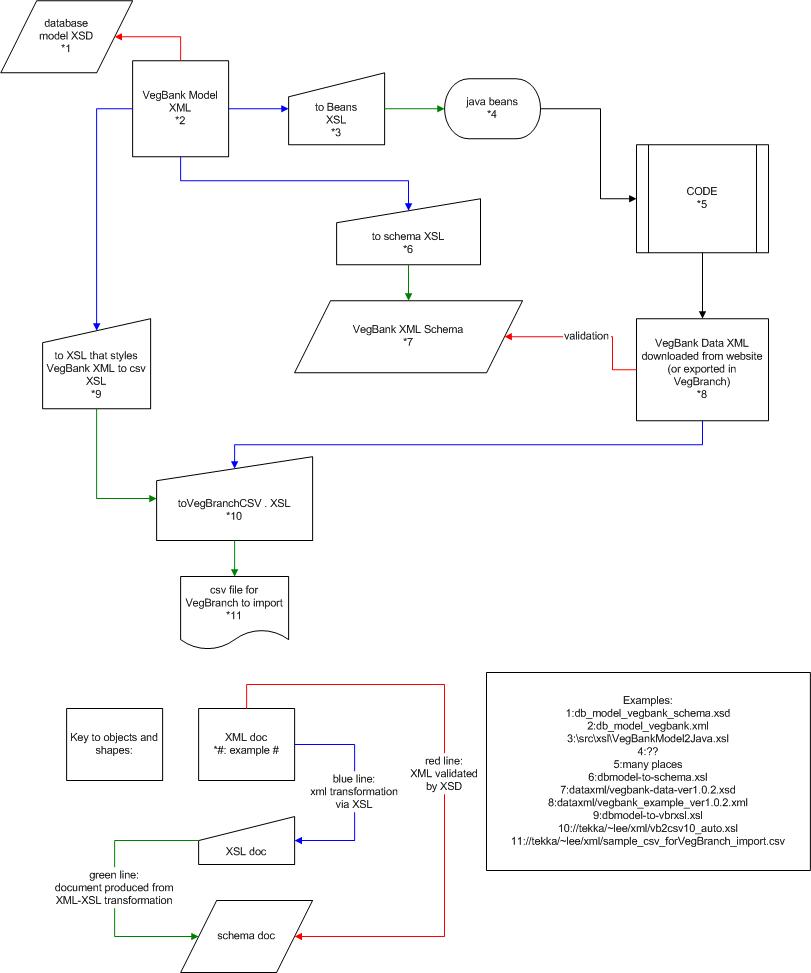 database
model XSD
*1
VegBank Model
XML
*2
to Beans
XSL
*3
java beans
*4
CODE
*5
to schema XSL
*6
VegBank XML Schema
*7
validation
VegBank Data XML
downloaded from website
(or exported in
VegBranch)
*8
to XSL that styles
VegBank XML to csv
XSL
*9
toVegBranchCSV . XSL
*10
csv file for
VegBranch to import
*11
Key to objects and
shapes:
XML doc
*#: example #
red line:
XML validated
by XSD
blue line:
xml transformation
via XSL
XSL doc
green line:
document produced from
XML-XSL transformation
schema doc
Examples:
1:db_model_vegbank_schema.xsd
2:db_model_vegbank.xml
3:\src\xsl\VegBankModel2Java.xsl
4:??
5:many places
6:dbmodel-to-schema.xsl
7:dataxml/vegbank-data-ver1.0.2.xsd
8:dataxml/vegbank_example_ver1.0.2.xml
9:dbmodel-to-vbrxsl.xsl
10://tekka/~lee/xml/vb2csv10_auto.xsl
11://tekka/~lee/xml/sample_csv_forVegBranch_import.csv